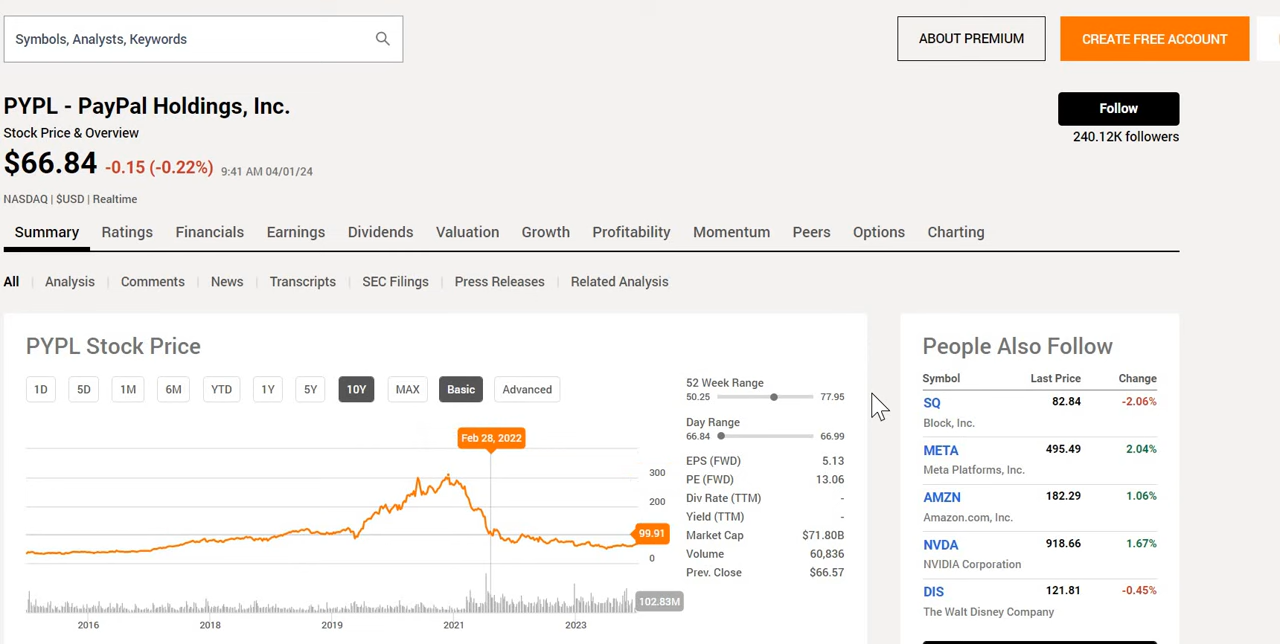 Symbols, Analysts, Keywords
ABOUT PREMIUM
CREATE FREE ACCOUNT
PYPL - PayPal Holdings, Inc.
Follow
Stock Price & Overview
240.12K followers
$66.84 -0.15 (-0.22%) 9:41 AM 04/01/24
NASDAQ | $USD | Realtime
Summary Ratings Financials Earnings Dividends Valuation Growth Profitability Momentum Peers Options Charting
All | Analysis | Comments | News | Transcripts | SEC Filings | Press Releases | Related Analysis
PYPL Stock Price
1D 5D 1M 6M YTD 1Y 5Y 10Y MAX Basic Advanced
Feb 28, 2022
300
200
99.91
0
102.83M
2016 2018 2019 2021 2023
52 Week Range
50.25 77.95
Day Range
66.84 66.99
EPS (FWD) 5.13
PE (FWD) 13.06
Div Rate (TTM) -
Yield (TTM) -
Market Cap $71.80B
Volume 60,836
Prev. Close $66.57
People Also Follow
Symbol Last Price Change
SQ 82.84 -2.06%
Block, Inc.
META 495.49 2.04%
Meta Platforms, Inc.
AMZN 182.29 1.06%
Amazon.com, Inc.
NVDA 918.66 1.67%
NVIDIA Corporation
DIS 121.81 -0.45%
The Walt Disney Company